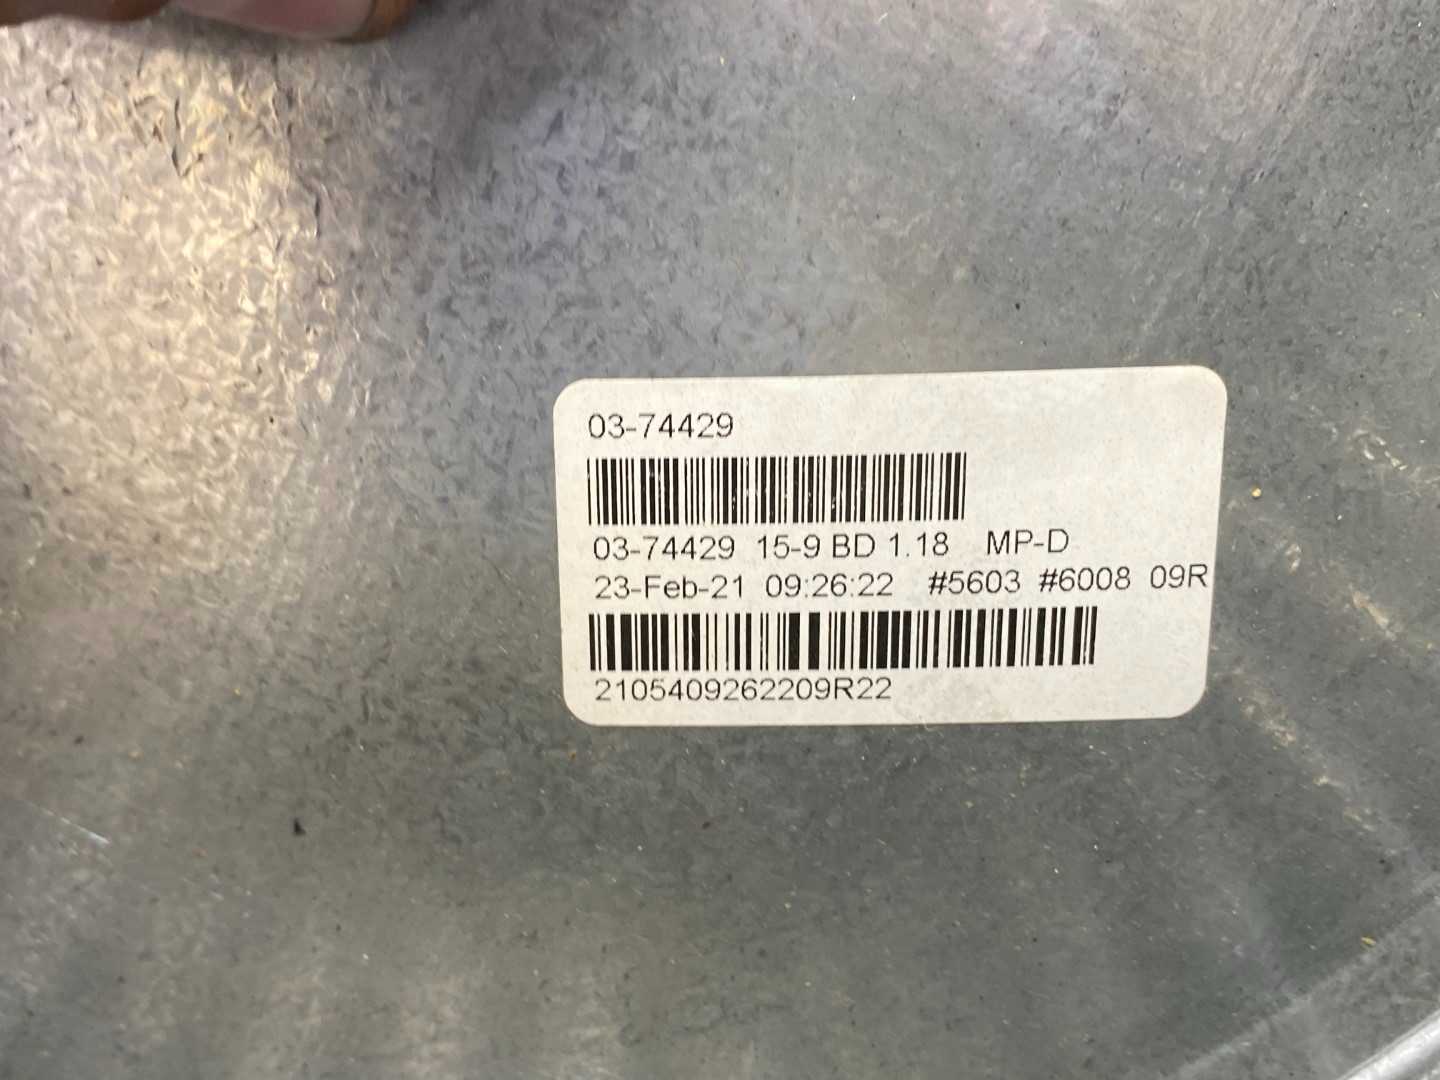 03-74429
03-74429 15-9 BD 1.18 MP-D
23-Feb-21 09:26:22 #5603 #6008 09R
2105409262209R22